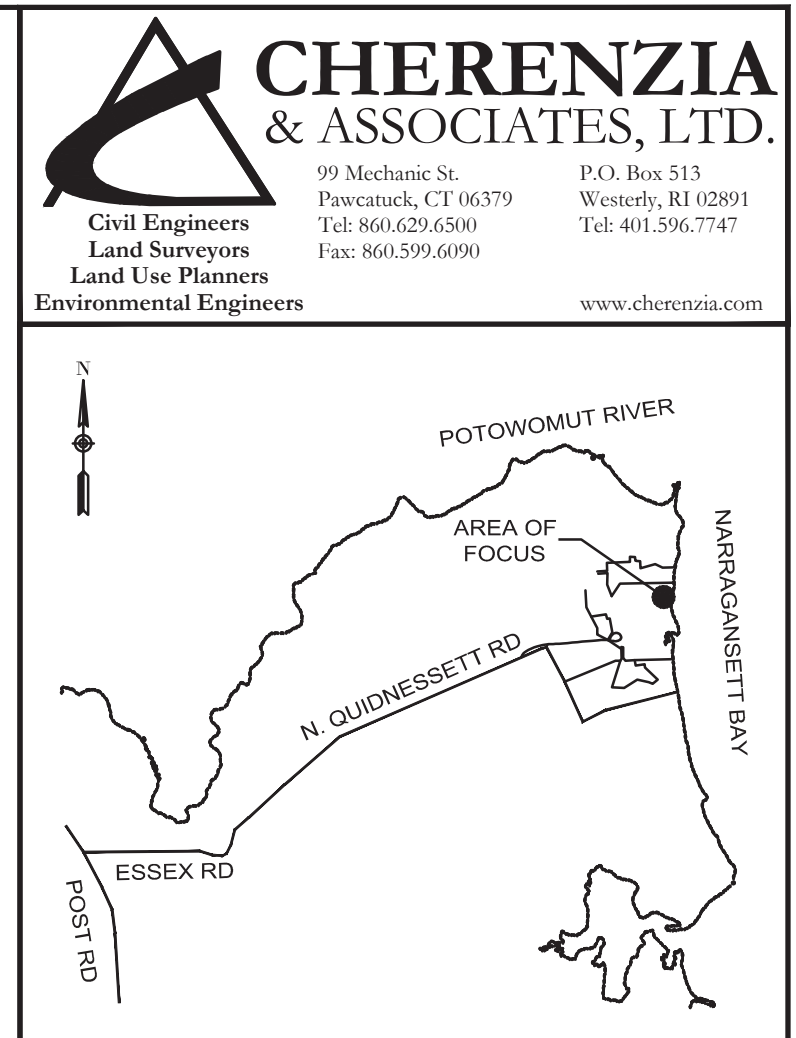 CHERENZIA
& ASSOCIATES, LTD.
Civil Engineers
Land Surveyors
Land Use Planners
Environmental Engineers
99 Mechanic St.
Pawcatuck, CT 06379
Tel: 860.629.6500
Fax: 860.599.6090
P.O. Box 513
Westerly, RI 02891
Tel: 401.596.7747
www.cherenzia.com
N
POTOWOMUT RIVER
AREA OF
FOCUS
NARRAGANSETT BAY
N. QUIDNESSETT RD
ESSEX RD
POST RD